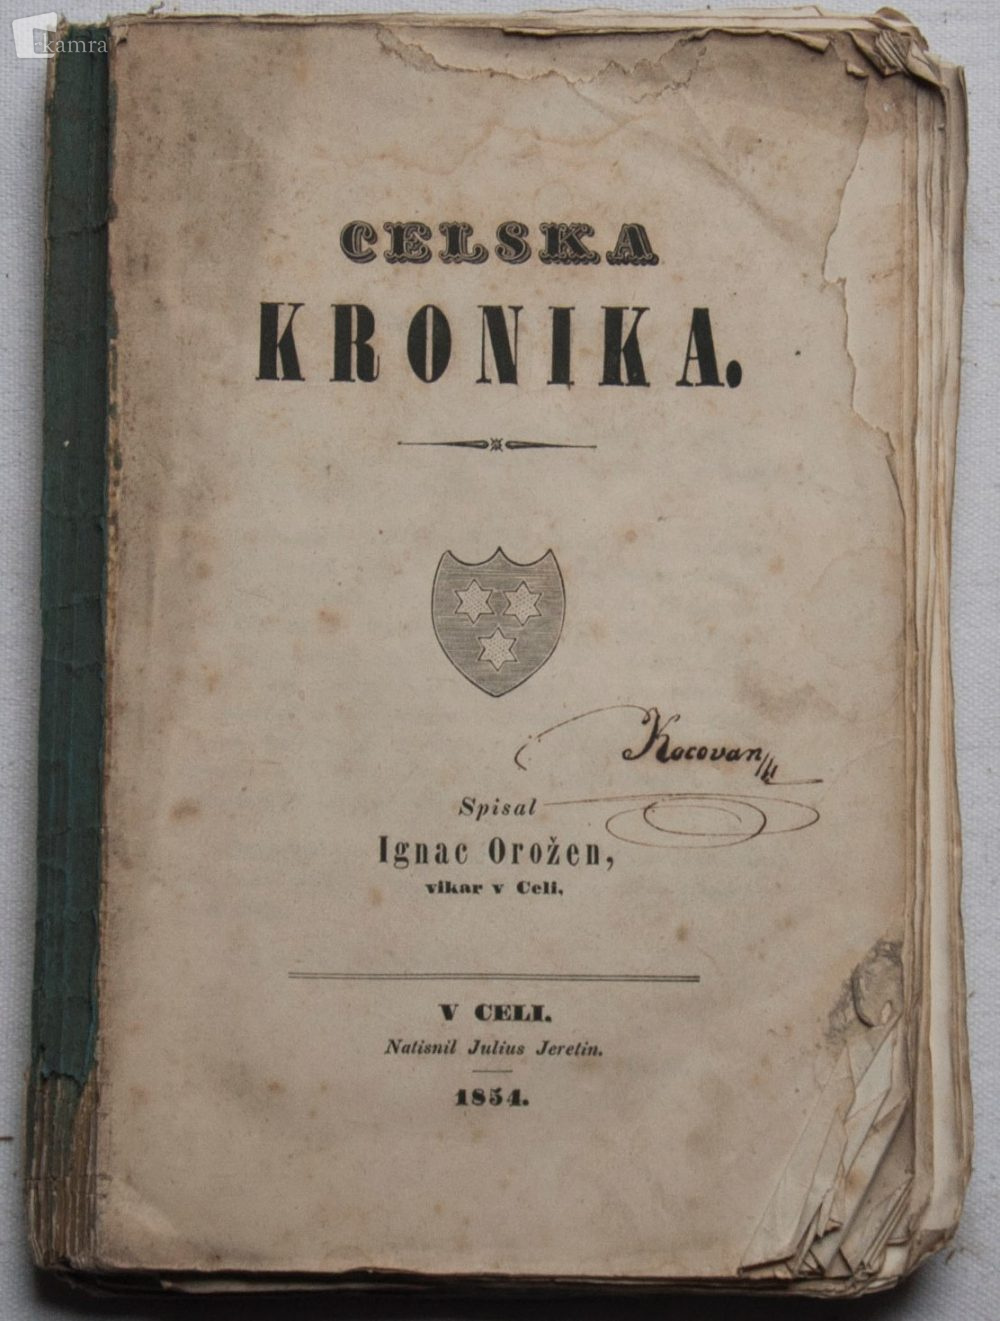 kamra
CELSKA
KRONIKA.
Kocovan
Spisal
Ignac Orožen,
vikar v Celi.
V CELI.
Natisnil Julius Jeretin.
1854.